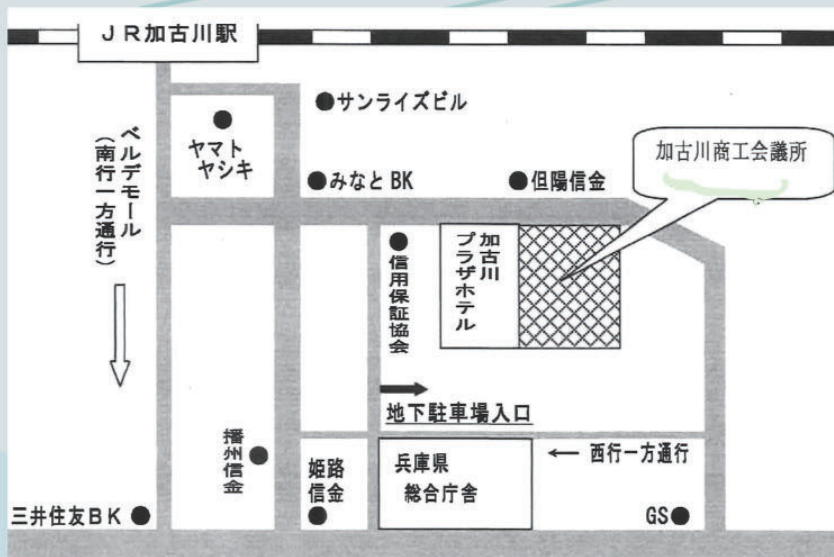 JR加古川駅
サンライズビル
ヤマト
ヤシキ
加古川商工会議所
みなとBK
但陽信金
ベルデモール
(南行一方通行)
信用保証協会
加古川
プラザホテル
地下駐車場入口
播州信金
姫路
信金
兵庫県
総合庁舎
← 西行一方通行
三井住友BK
GS